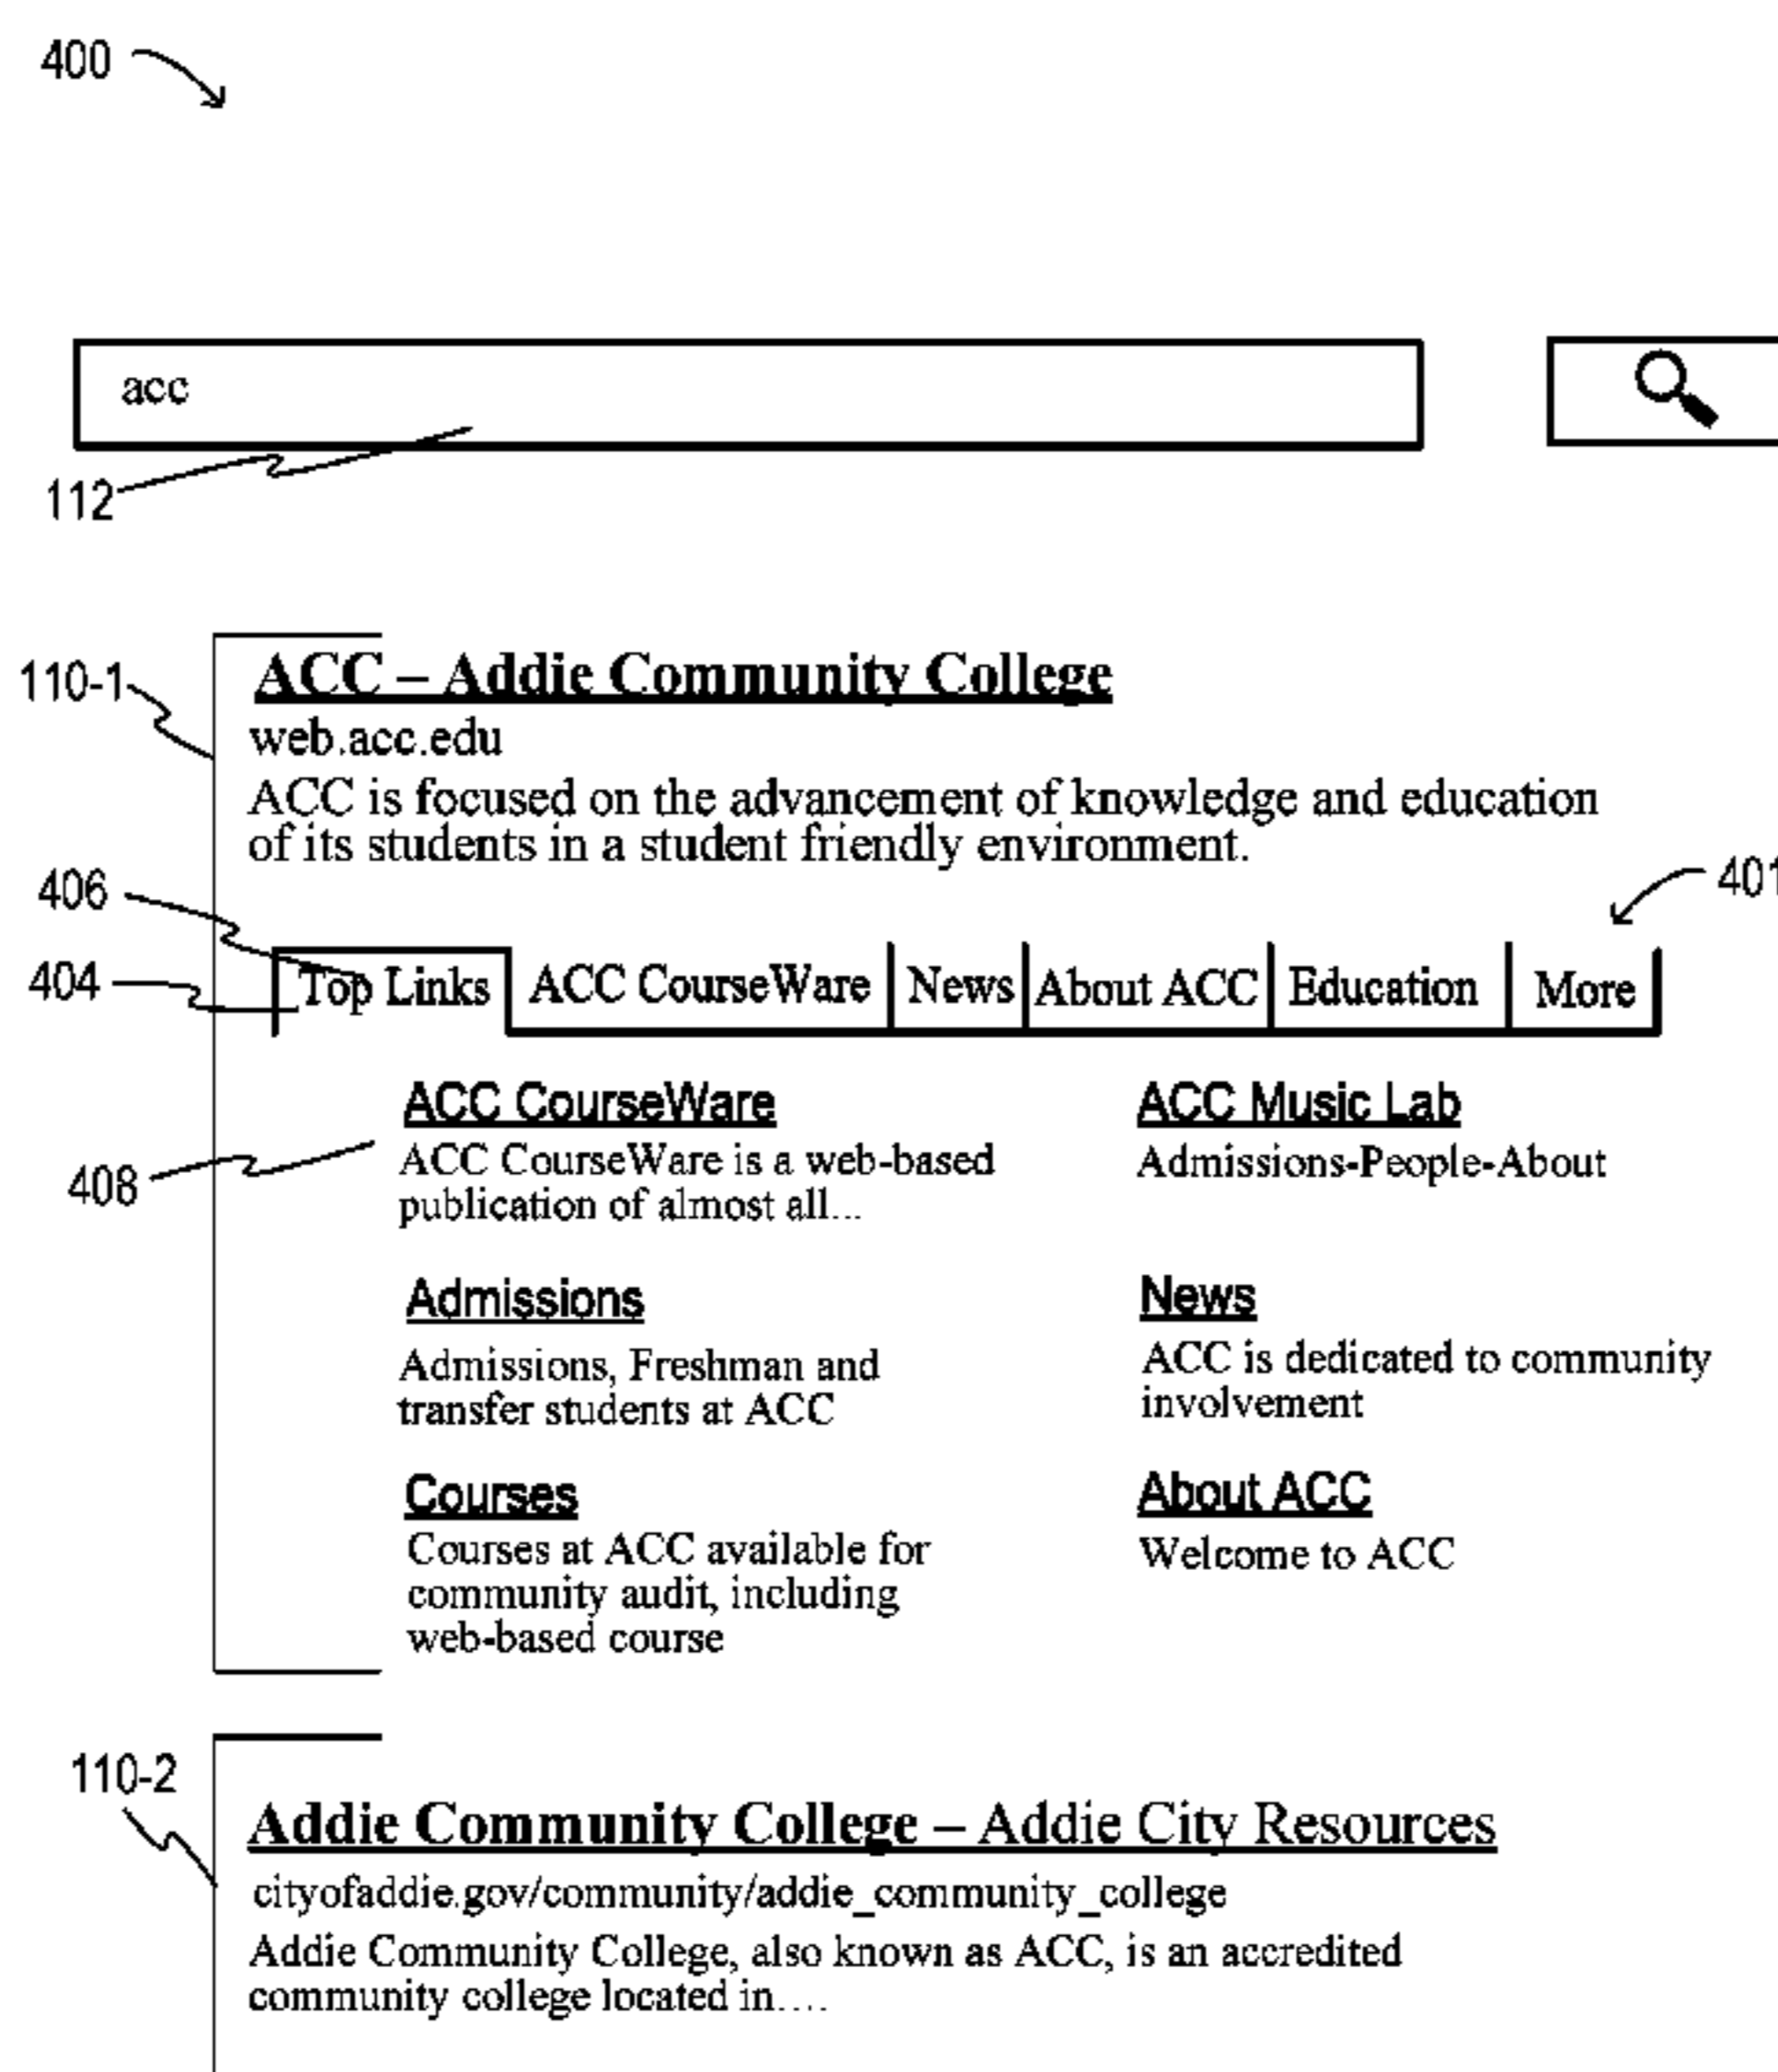 400
acc
112
110-1
ACC – Addie Community College
web.acc.edu
ACC is focused on the advancement of knowledge and education
of its students in a student friendly environment.
406
401
404
Top Links ACC CourseWare News About ACC Education More
408
ACC CourseWare
ACC CourseWare is a web-based
publication of almost all...
ACC Music Lab
Admissions-People-About
Admissions
Admissions, Freshman and
transfer students at ACC
News
ACC is dedicated to community
involvement
Courses
Courses at ACC available for
community audit, including
web-based course
About ACC
Welcome to ACC
110-2
Addie Community College – Addie City Resources
cityofaddie.gov/community/addie_community_college
Addie Community College, also known as ACC, is an accredited
community college located in....